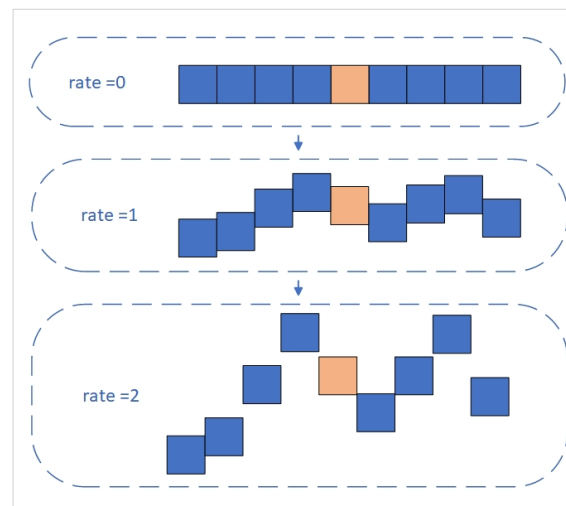 rate =0
rate =1
rate =2